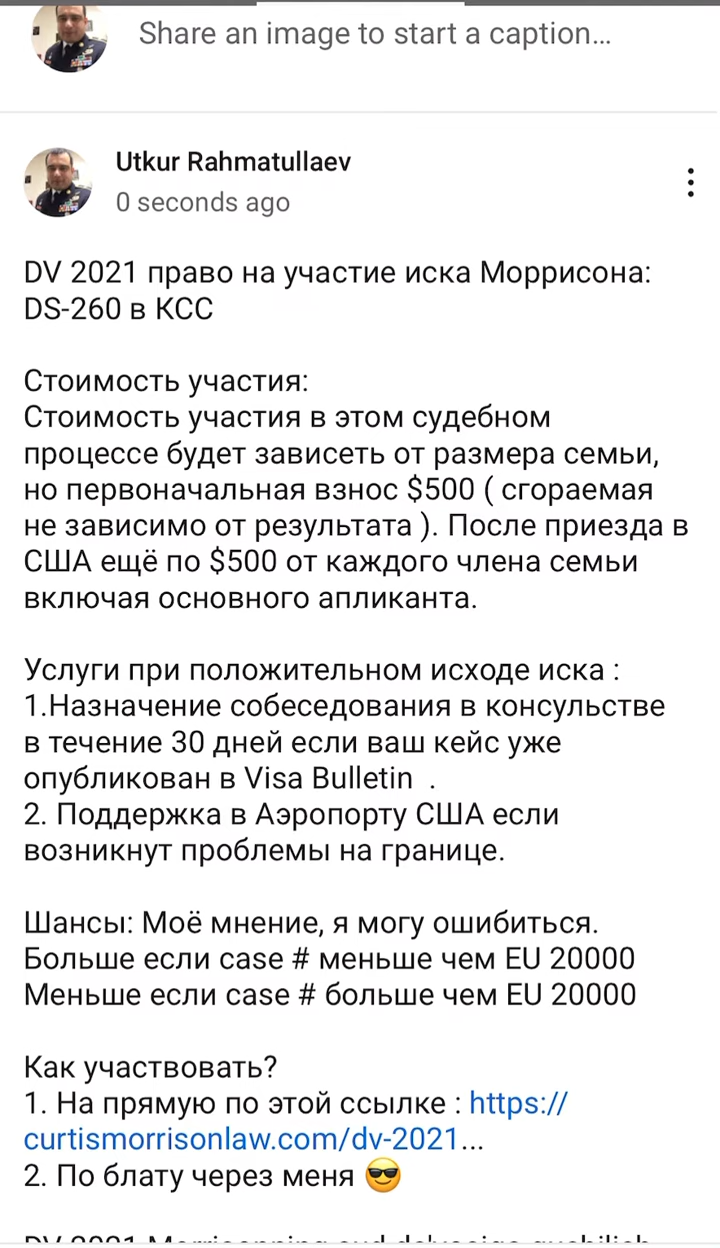 Share an image to start a caption...
Utkur Rahmatullaev
0 seconds ago
DV 2021 право на участие иска Моррисона:
DS-260 в КСС
Стоимость участия:
Стоимость участия в этом судебном
процессе будет зависеть от размера семьи,
но первоначальная взнос $500 ( сгораемая
не зависимо от результата ). После приезда в
США ещё по $500 от каждого члена семьи
включая основного апликанта.
Услуги при положительном исходе иска :
1.Назначение собеседования в консульстве
в течение 30 дней если ваш кейс уже
опубликован в Visa Bulletin .
2. Поддержка в Аэропорту США если
возникнут проблемы на границе.
Шансы: Моё мнение, я могу ошибиться.
Больше если case # меньше чем EU 20000
Меньше если case # больше чем EU 20000
Как участвовать?
1. На прямую по этой ссылке : https://
curtismorrisonlaw.com/dv-2021...
2. По блату через меня 😎